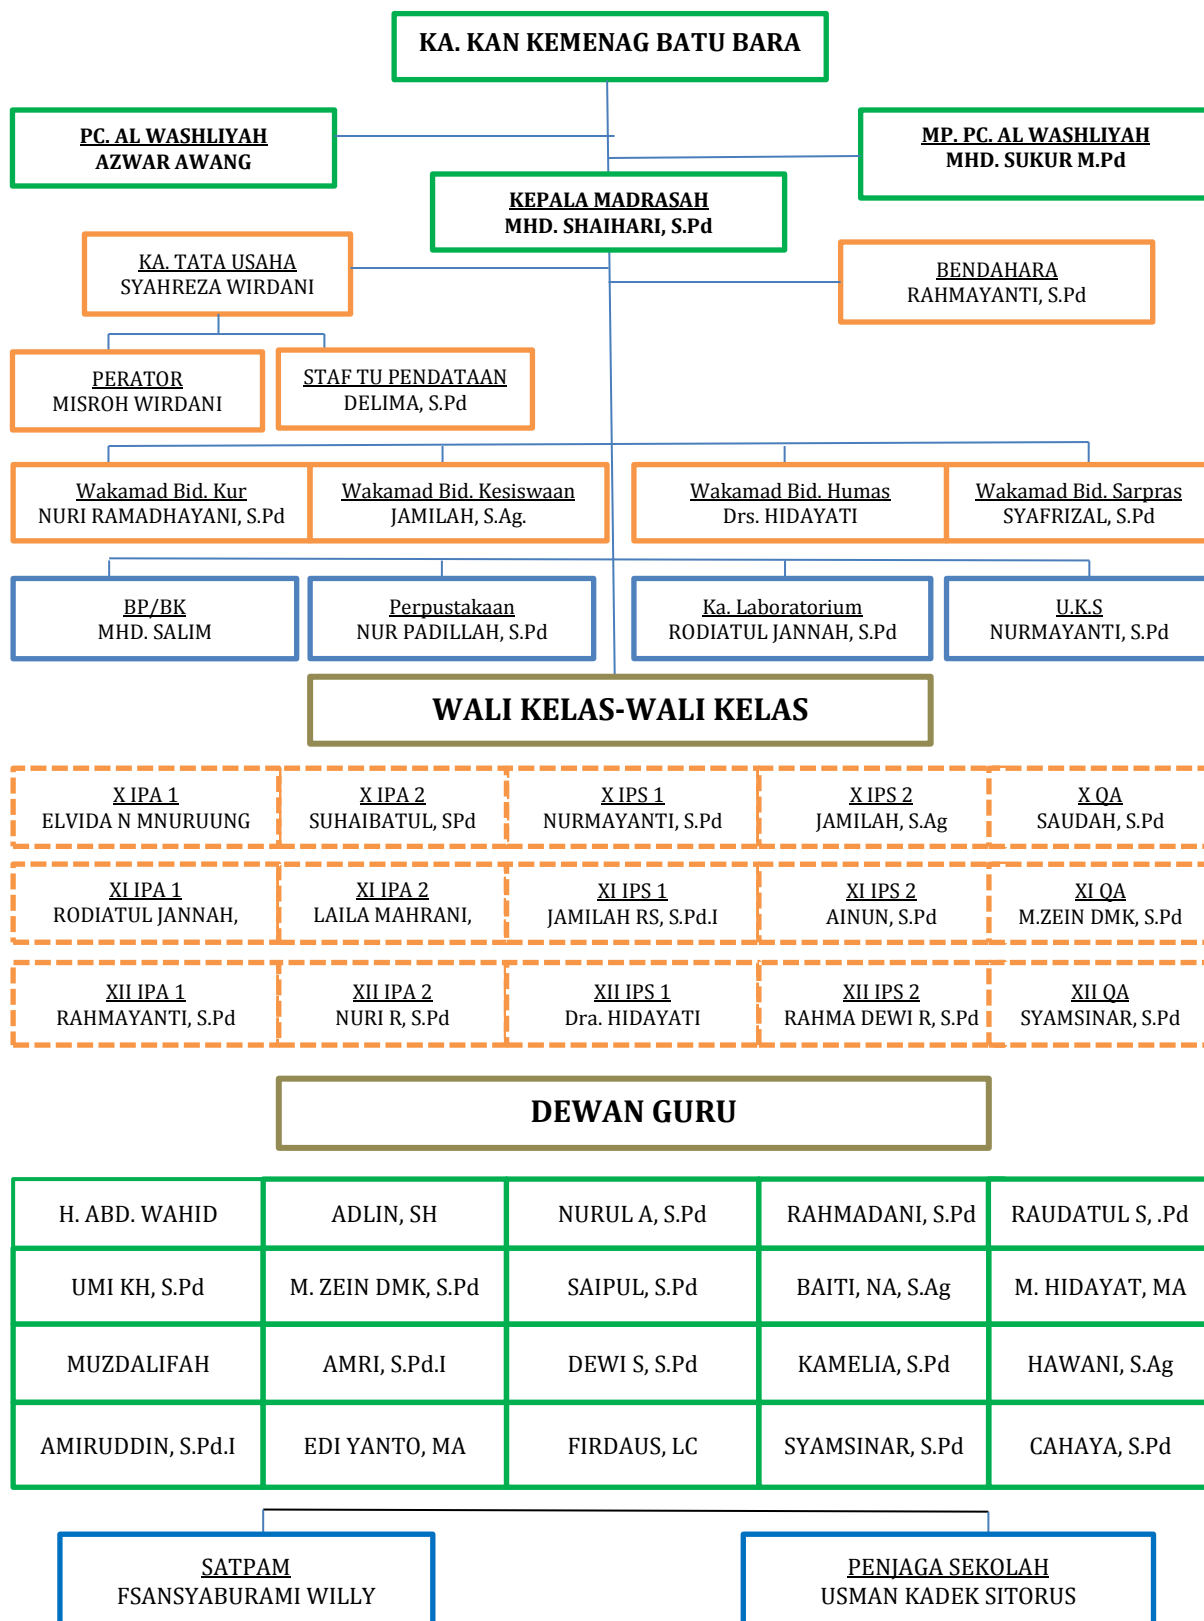 KA. KAN KEMENAG BATU BARA
PC. AL WASHLIYAH
AZWAR AWANG
MP. PC. AL WASHLIYAH
MHD. SUKUR M.Pd
KEPALA MADRASAH
MHD. SHAIHARI, S.Pd
KA. TATA USAHA
SYAHREZA WIRDANI
BENDAHARA
RAHMAYANTI, S.Pd
PERATOR
MISROH WIRDANI
STAF TU PENDATAAN
DELIMA, S.Pd
Wakamad Bid. Kur
NURI RAMADHAYANI, S.Pd
Wakamad Bid. Kesiswaan
JAMILAH, S.Ag.
Wakamad Bid. Humas
Drs. HIDAYATI
Wakamad Bid. Sarpras
SYAFRIZAL, S.Pd
BP/BK
MHD. SALIM
Perpustakaan
NUR PADILLAH, S.Pd
Ka. Laboratorium
RODIATUL JANNAH, S.Pd
U.K.S
NURMAYANTI, S.Pd
WALI KELAS-WALI KELAS
X IPA 1
ELVIDA N MNURUUNG
X IPA 2
SUHAIBATUL, SPd
X IPS 1
NURMAYANTI, S.Pd
X IPS 2
JAMILAH, S.Ag
X QA
SAUDAH, S.Pd
XI IPA 1
RODIATUL JANNAH,
XI IPA 2
LAILA MAHRANI,
XI IPS 1
JAMILAH RS, S.Pd.I
XI IPS 2
AINUN, S.Pd
XI QA
M.ZEIN DMK, S.Pd
XII IPA 1
RAHMAYANTI, S.Pd
XII IPA 2
NURI R, S.Pd
XII IPS 1
Dra. HIDAYATI
XII IPS 2
RAHMA DEWI R, S.Pd
XII QA
SYAMSINAR, S.Pd
DEWAN GURU
H. ABD. WAHID
ADLIN, SH
NURUL A, S.Pd
RAHMADANI, S.Pd
RAUDATUL S, .Pd
UMI KH, S.Pd
M. ZEIN DMK, S.Pd
SAIPUL, S.Pd
BAITI, NA, S.Ag
M. HIDAYAT, MA
MUZDALIFAH
AMRI, S.Pd.I
DEWI S, S.Pd
KAMELIA, S.Pd
HAWANI, S.Ag
AMIRUDDIN, S.Pd.I
EDI YANTO, MA
FIRDAUS, LC
SYAMSINAR, S.Pd
CAHAYA, S.Pd
SATPAM
FSANSYABURAMI WILLY
PENJAGA SEKOLAH
USMAN KADEK SITORUS